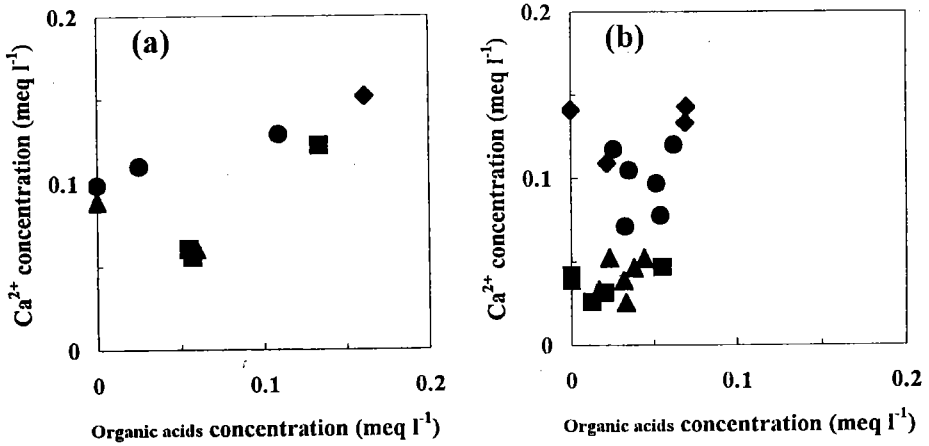 (a)
0.2
0.1
0
Ca²⁺ concentration (meq l⁻¹)
0 0.1 0.2
Organic acids concentration (meq l⁻¹)
(b)
0.2
0.1
0
Ca²⁺ concentration (meq l⁻¹)
0 0.1 0.2
Organic acids concentration (meq l⁻¹)